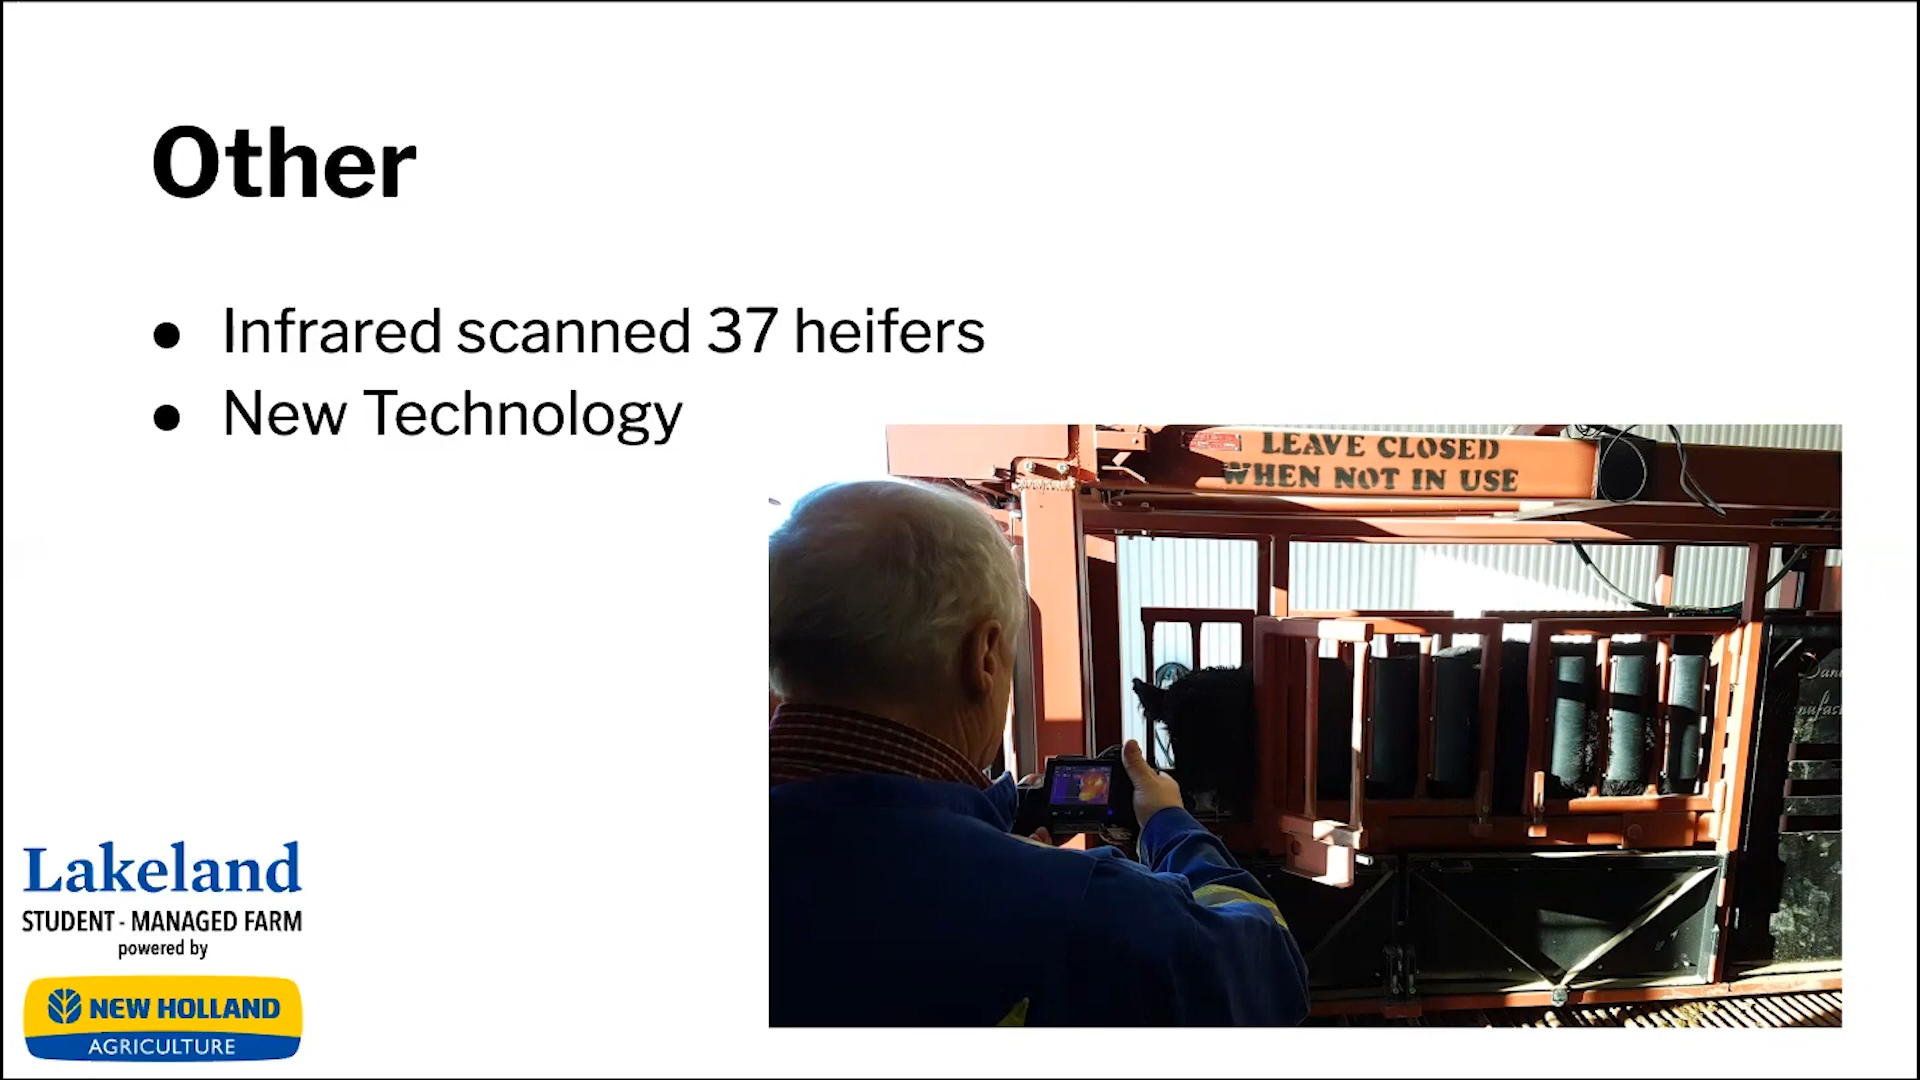 Other
● Infrared scanned 37 heifers
● New Technology
LEAVE CLOSED
WHEN NOT IN USE
Lakeland
STUDENT - MANAGED FARM
powered by
NEW HOLLAND
AGRICULTURE